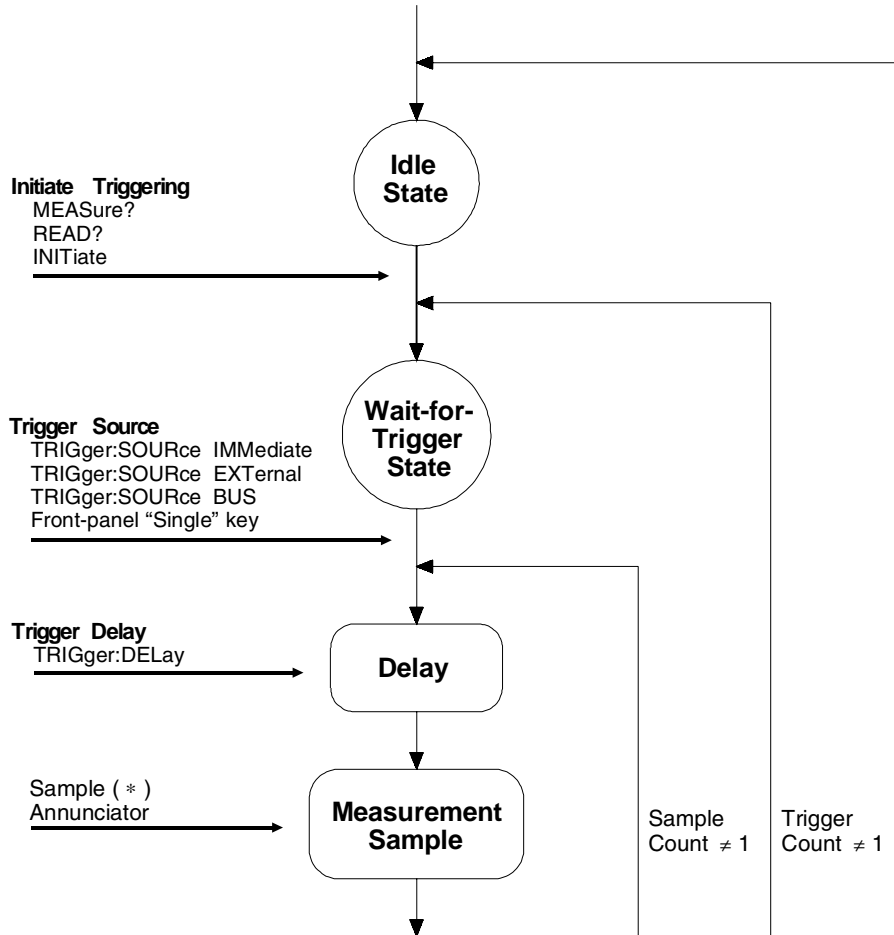 Idle
State
Initiate Triggering
MEASure?
READ?
INITiate
Wait-for-
Trigger
State
Trigger Source
TRIGger:SOURce IMMediate
TRIGger:SOURce EXTernal
TRIGger:SOURce BUS
Front-panel “Single” key
Trigger Delay
TRIGger:DELay
Delay
Sample ( * )
Annunciator
Measurement
Sample
Sample
Count ≠ 1
Trigger
Count ≠ 1